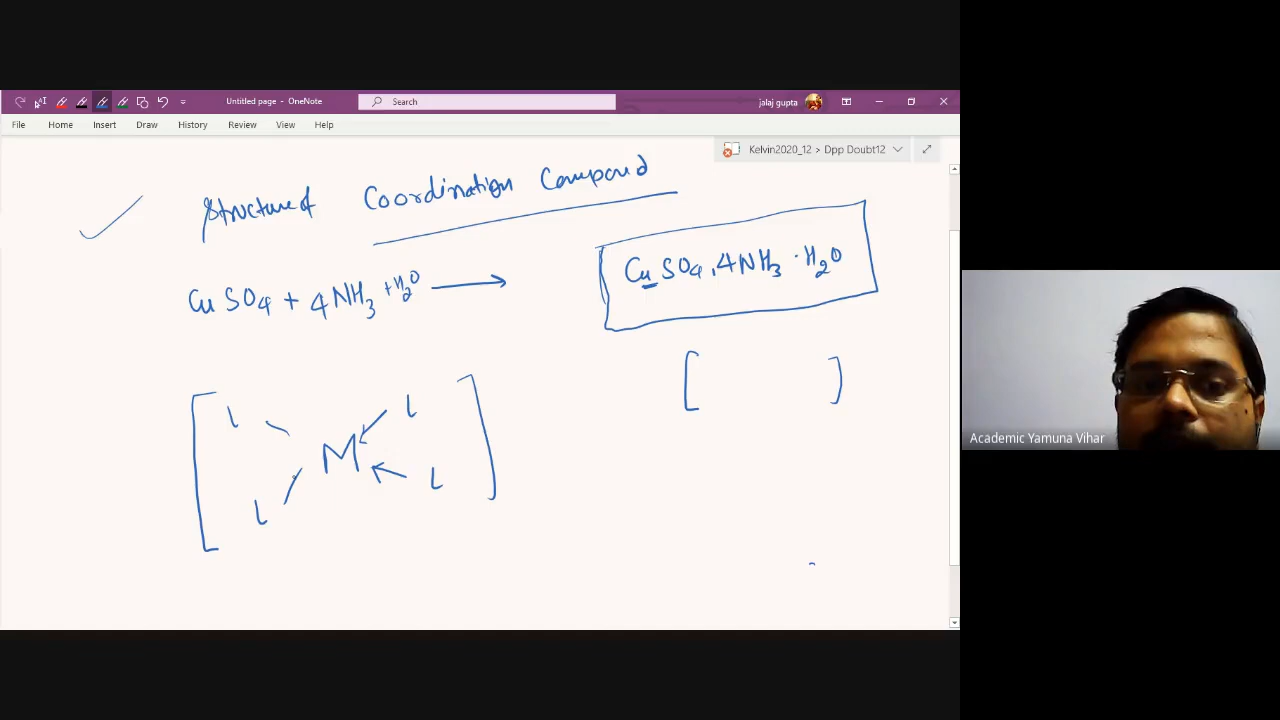 Untitled page - OneNote
Search
jalaj gupta
File Home Insert Draw History Review View Help
Kelvin2020_12 > Dpp Doubt12
Structure of Coordination Compound
CuSO4 + 4NH3 + H2O →
CuSO4.4NH3·H2O
[ ]
L L
M
L L
Academic Yamuna Vihar